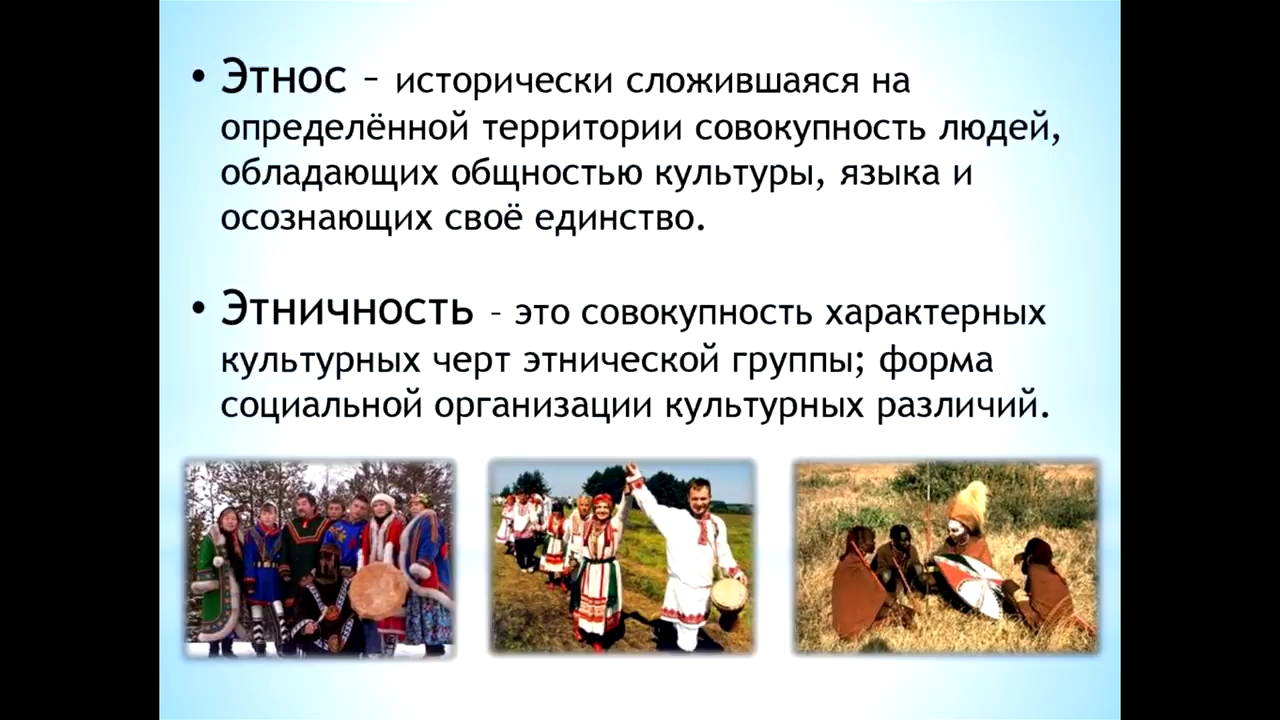 • Этнос – исторически сложившаяся на
определённой территории совокупность людей,
обладающих общностью культуры, языка и
осознающих своё единство.
• Этничность – это совокупность характерных
культурных черт этнической группы; форма
социальной организации культурных различий.